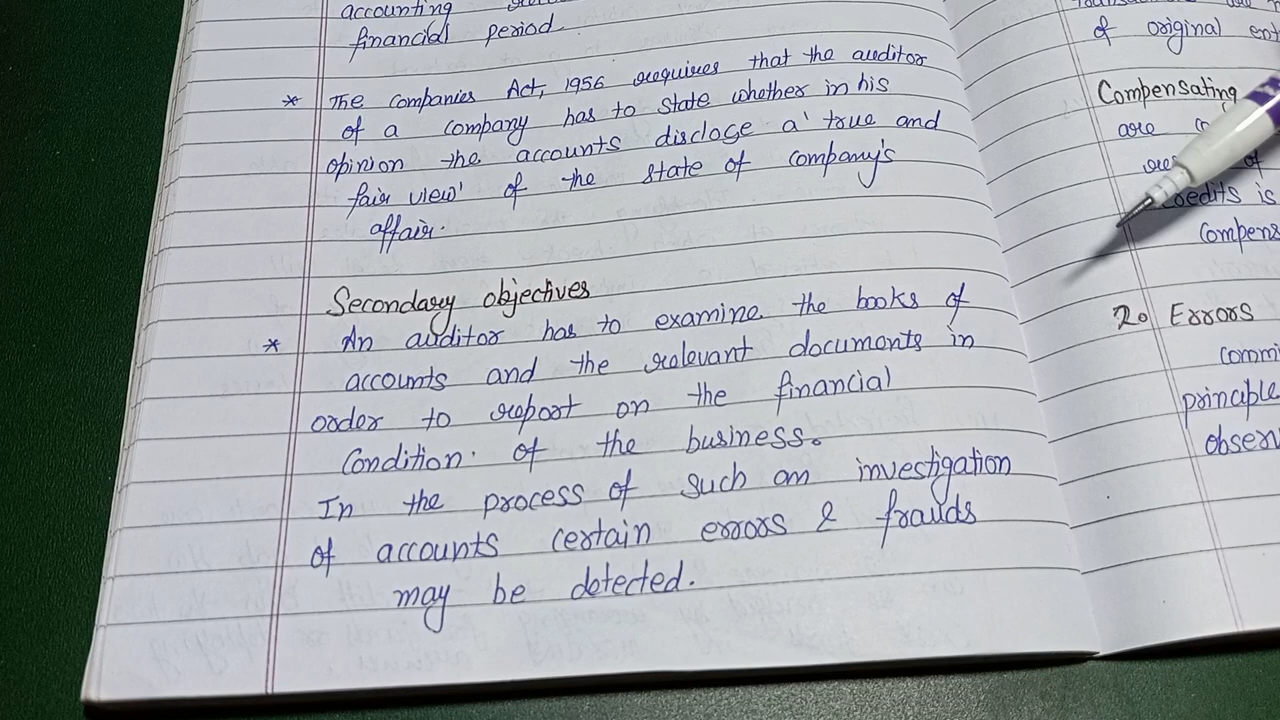 accounting
financial period.
* The Companies Act, 1956 requires that the auditor
of a company has to state whether in his
opinion the accounts discloge a' true and
fair view' of the state of company's
affair.
Secondary objectives
* An auditor has to examine the books of
accounts and the relevant documents in
order to report on the financial
Condition. of the business.
In the process of such an investigation
of accounts certain errors & frauds
may be detected.
of original
Compensating
are
of
is
Compens
2. Errors
commi
principle
obser